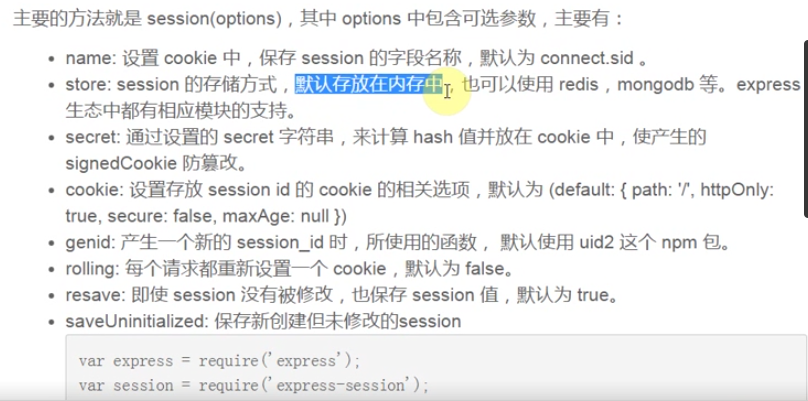 主要的方法就是 session(options)，其中 options 中包含可选参数，主要有：
name: 设置 cookie 中，保存 session 的字段名称，默认为 connect.sid 。
store: session 的存储方式，默认存放在内存中，也可以使用 redis，mongodb 等。express
生态中都有相应模块的支持。
secret: 通过设置的 secret 字符串，来计算 hash 值并放在 cookie 中，使产生的
signedCookie 防篡改。
cookie: 设置存放 session id 的 cookie 的相关选项，默认为 (default: { path: '/', httpOnly:
true, secure: false, maxAge: null })
genid: 产生一个新的 session_id 时，所使用的函数， 默认使用 uid2 这个 npm 包。
rolling: 每个请求都重新设置一个 cookie，默认为 false。
resave: 即使 session 没有被修改，也保存 session 值，默认为 true。
saveUninitialized: 保存新创建但未修改的session
var express = require('express');
var session = require('express-session');